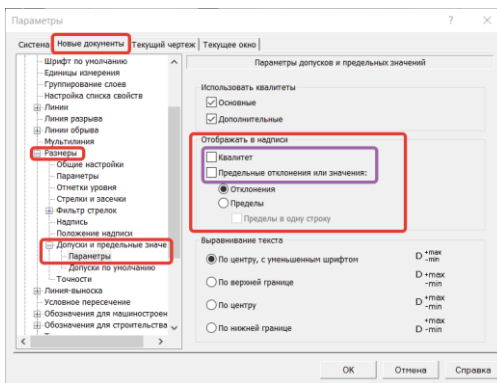 Параметры
?
Система
Новые документы
Текущий чертеж
Текущее окно
Шрифт по умолчанию
Единицы измерения
Группирование слоев
Настройка списка свойств
Линии
Линия разрыва
Линии обрыва
Мультилиния
Размеры
Общие настройки
Параметры
Отметки уровня
Стрелки и засечки
Фильтр стрелок
Надпись
Положение надписи
Допуски и предельные значе
Параметры
Допуски по умолчанию
Точности
Линия-выноска
Условное пересечение
Обозначения для машиностроен
Обозначения для строительства
Параметры допусков и предельных значений
Использовать квалитеты
Основные
Дополнительные
Отображать в надписи
Квалитет
Предельные отклонения или значения:
Отклонения
Пределы
Пределы в одну строку
Выравнивание текста
По центру, с уменьшенным шрифтом
D +max
-min
По верхней границе
D +max
-min
По центру
D +max
-min
По нижней границе
+max
D -min
OK
Отмена
Справка